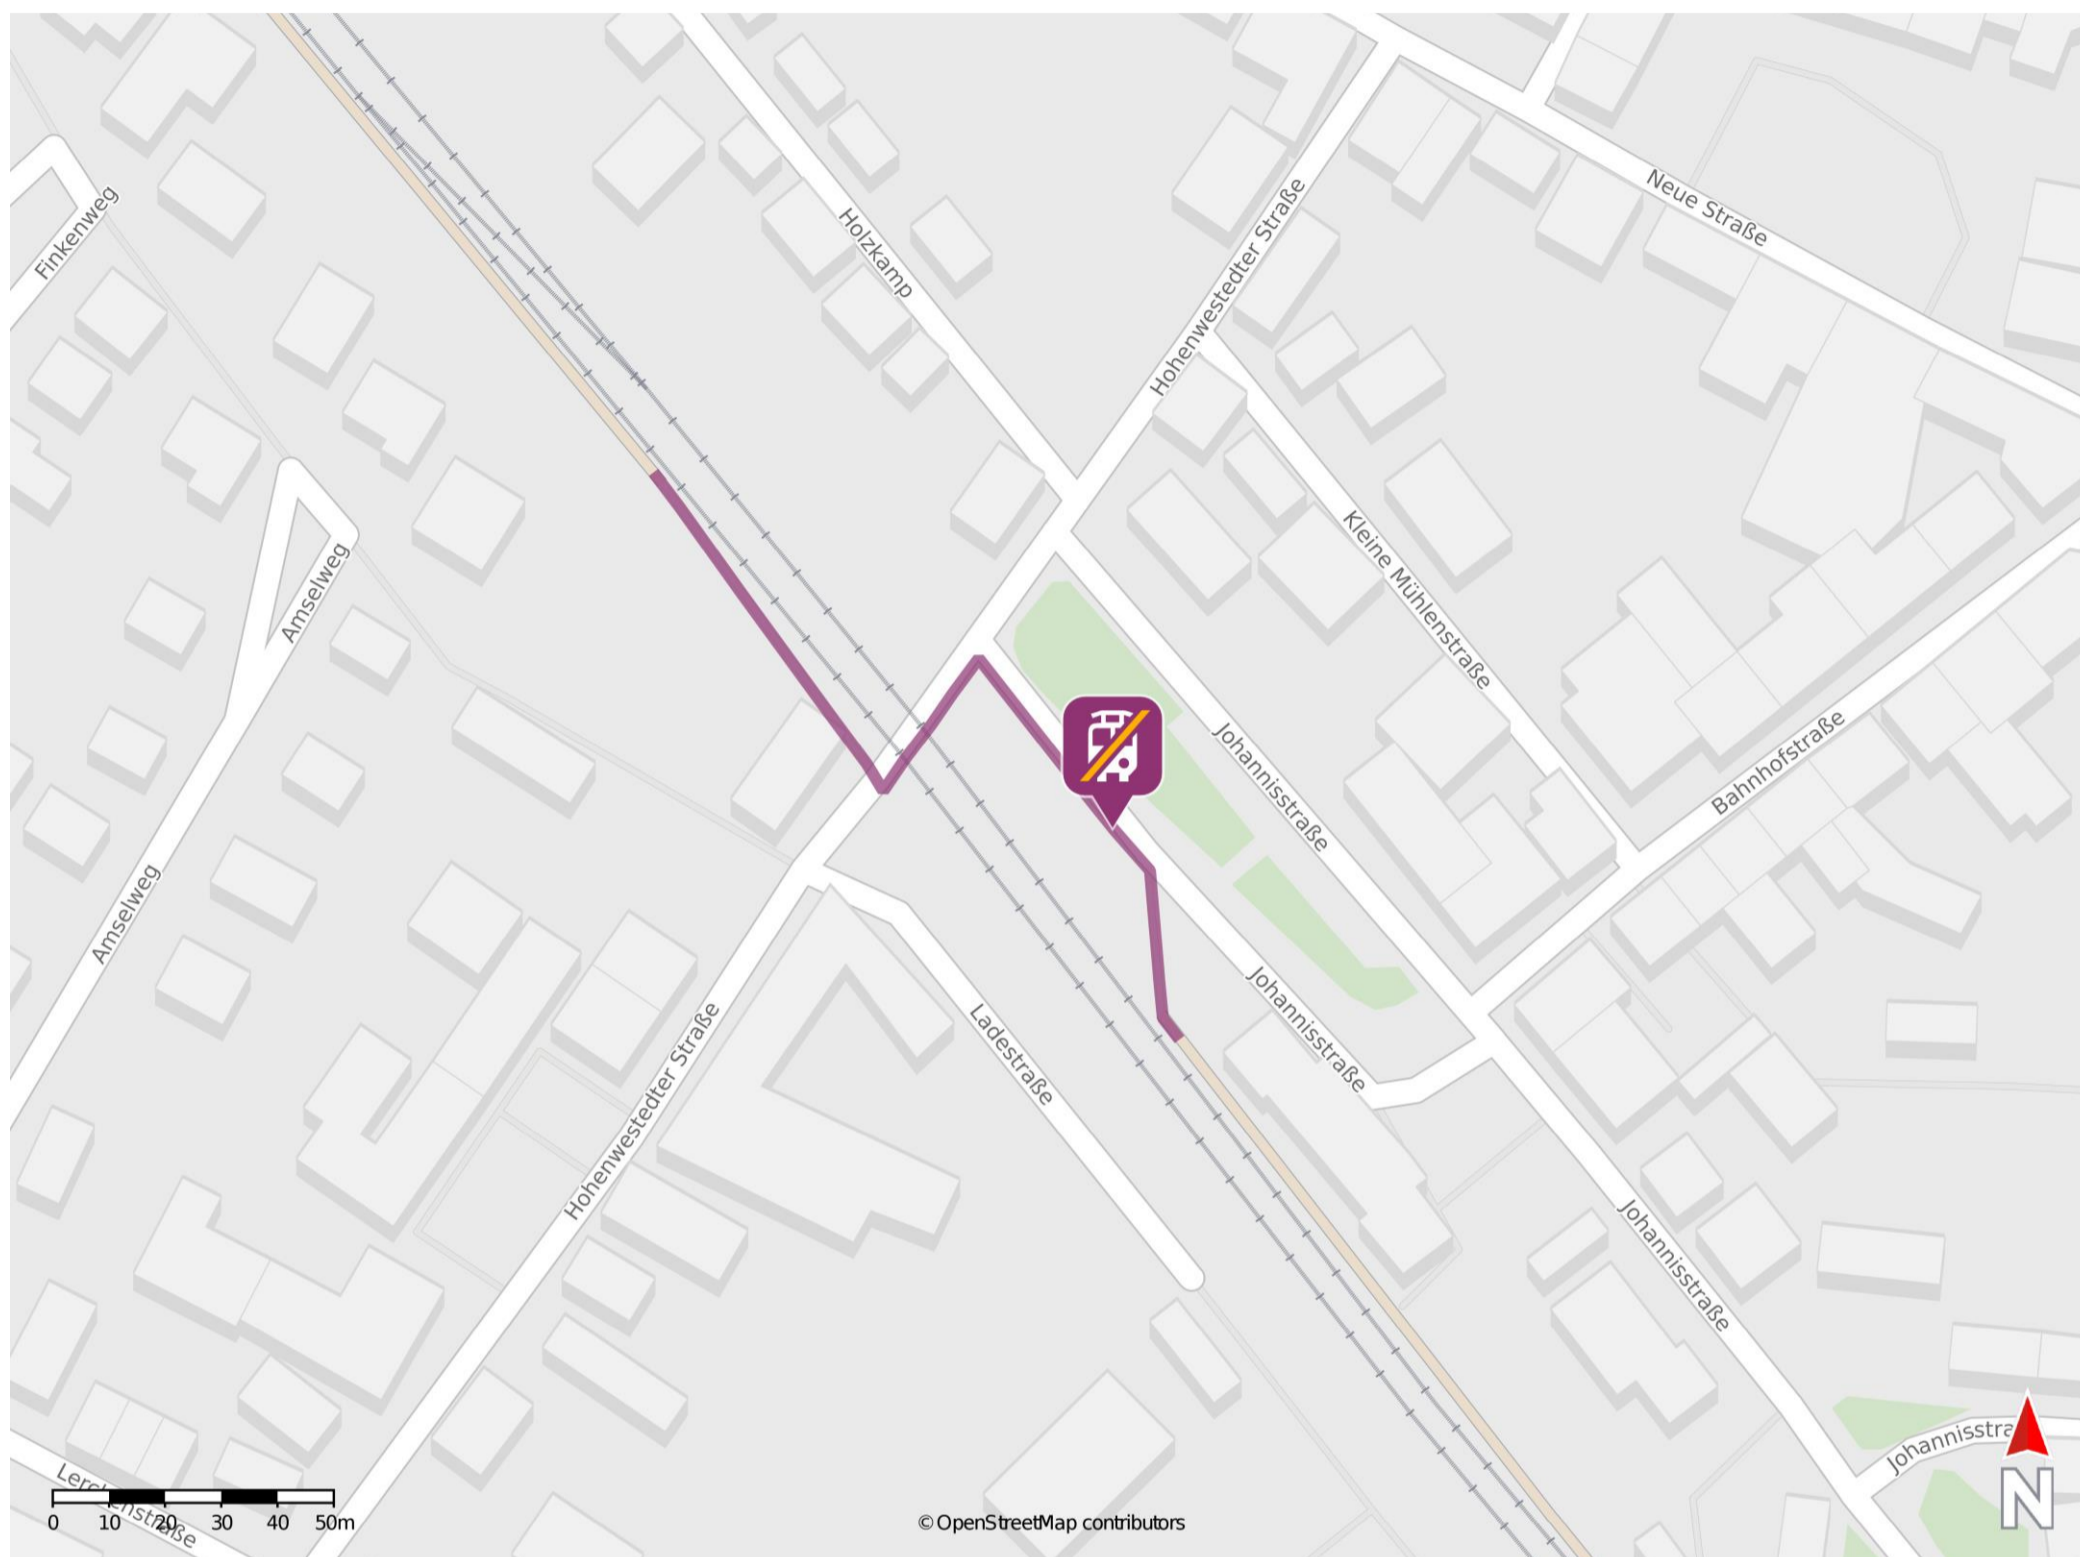 Neue Straße
Finkenweg
Holzkamp
Hohenwestedter Straße
Kleine Mühlenstraße
Amselweg
Johannisstraße
Bahnhofstraße
Amselweg
Johannisstraße
Ladestraße
Hohenwestedter Straße
Johannisstraße
Johannisstra
Lerchenstraße
N
0 10 20 30 40 50m
© OpenStreetMap contributors